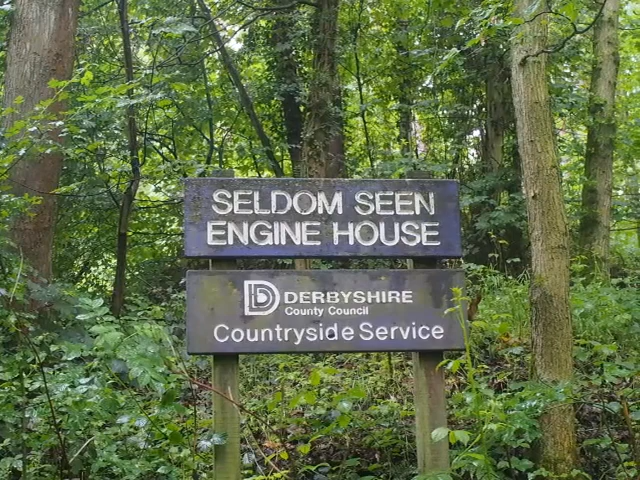 SELDOM SEEN
ENGINE HOUSE
DERBYSHIRE
County Council
Countryside Service